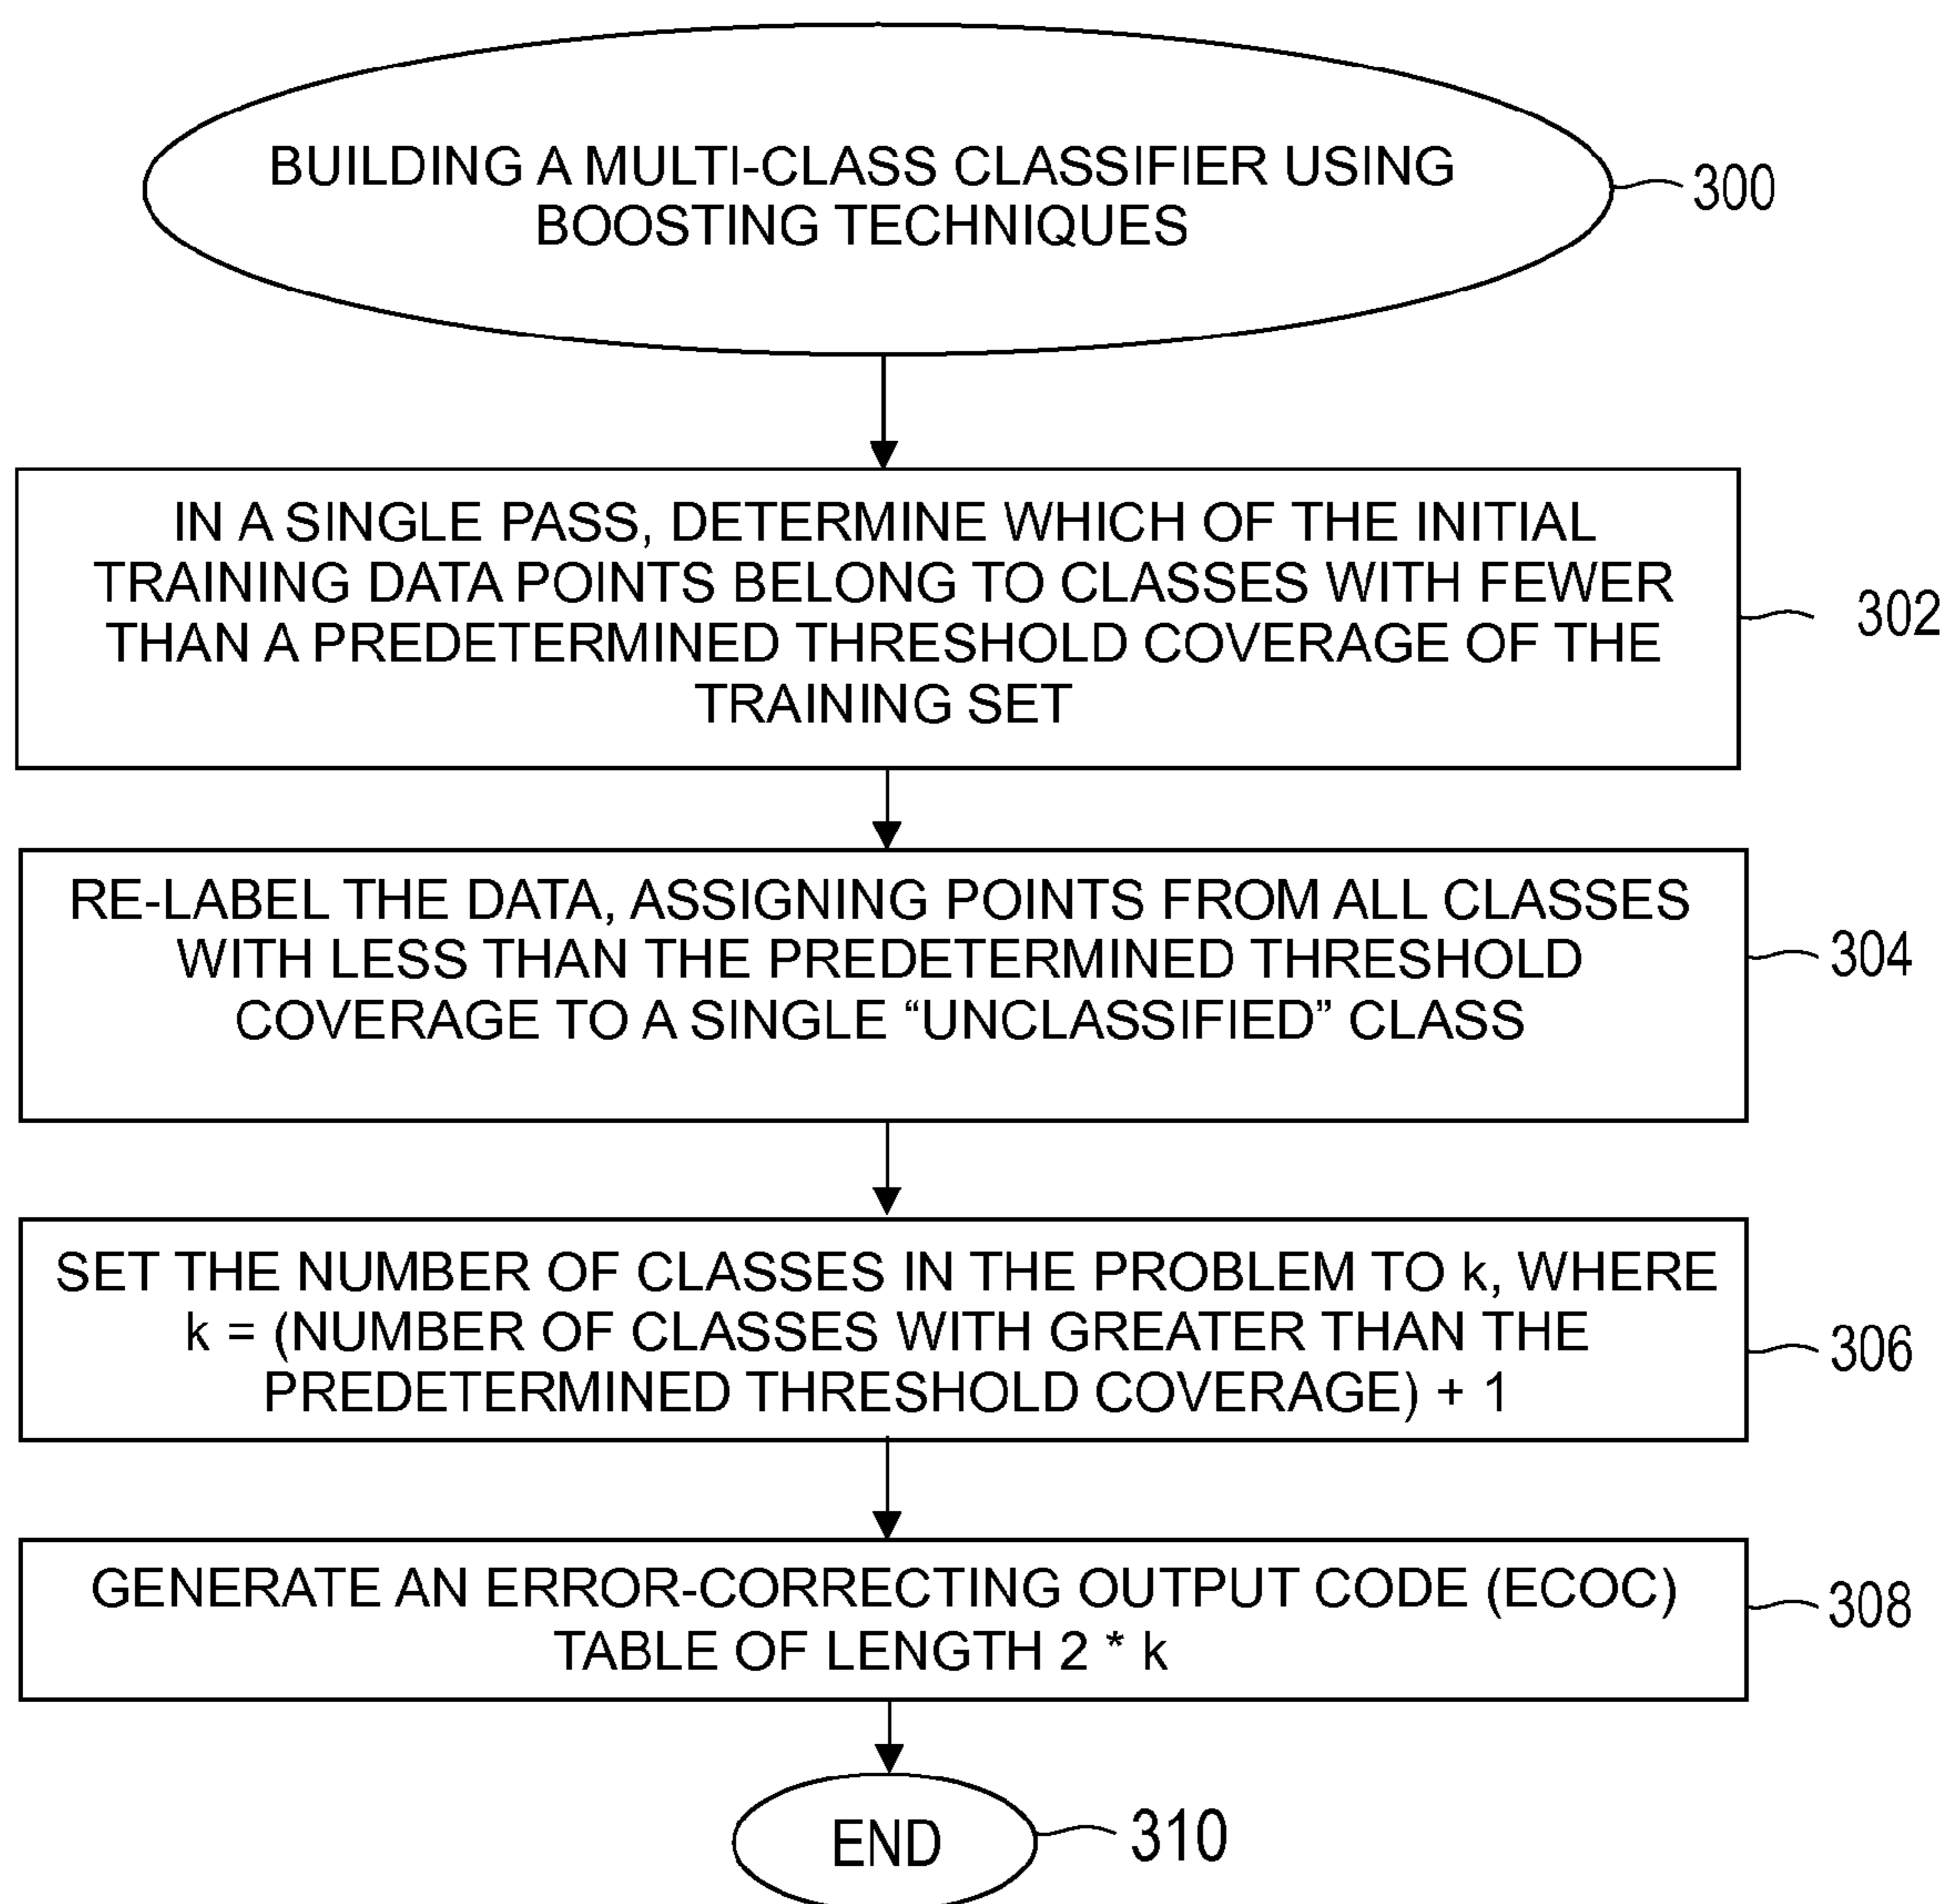 BUILDING A MULTI-CLASS CLASSIFIER USING
BOOSTING TECHNIQUES
300
IN A SINGLE PASS, DETERMINE WHICH OF THE INITIAL
TRAINING DATA POINTS BELONG TO CLASSES WITH FEWER
THAN A PREDETERMINED THRESHOLD COVERAGE OF THE
TRAINING SET
302
RE-LABEL THE DATA, ASSIGNING POINTS FROM ALL CLASSES
WITH LESS THAN THE PREDETERMINED THRESHOLD
COVERAGE TO A SINGLE “UNCLASSIFIED” CLASS
304
SET THE NUMBER OF CLASSES IN THE PROBLEM TO k, WHERE
k = (NUMBER OF CLASSES WITH GREATER THAN THE
PREDETERMINED THRESHOLD COVERAGE) + 1
306
GENERATE AN ERROR-CORRECTING OUTPUT CODE (ECOC)
TABLE OF LENGTH 2 * k
308
END
310